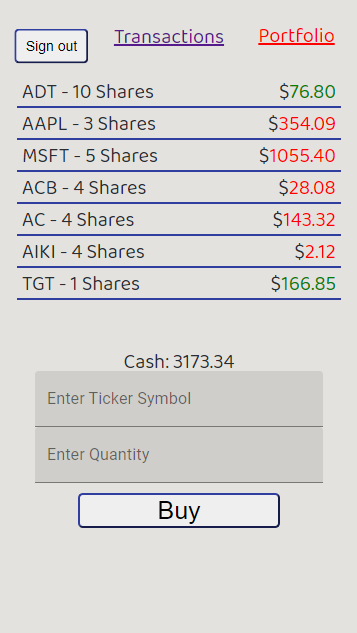 Sign out Transactions Portfolio
ADT - 10 Shares $76.80
AAPL - 3 Shares $354.09
MSFT - 5 Shares $1055.40
ACB - 4 Shares $28.08
AC - 4 Shares $143.32
AIKI - 4 Shares $2.12
TGT - 1 Shares $166.85
Cash: 3173.34
Enter Ticker Symbol
Enter Quantity
Buy